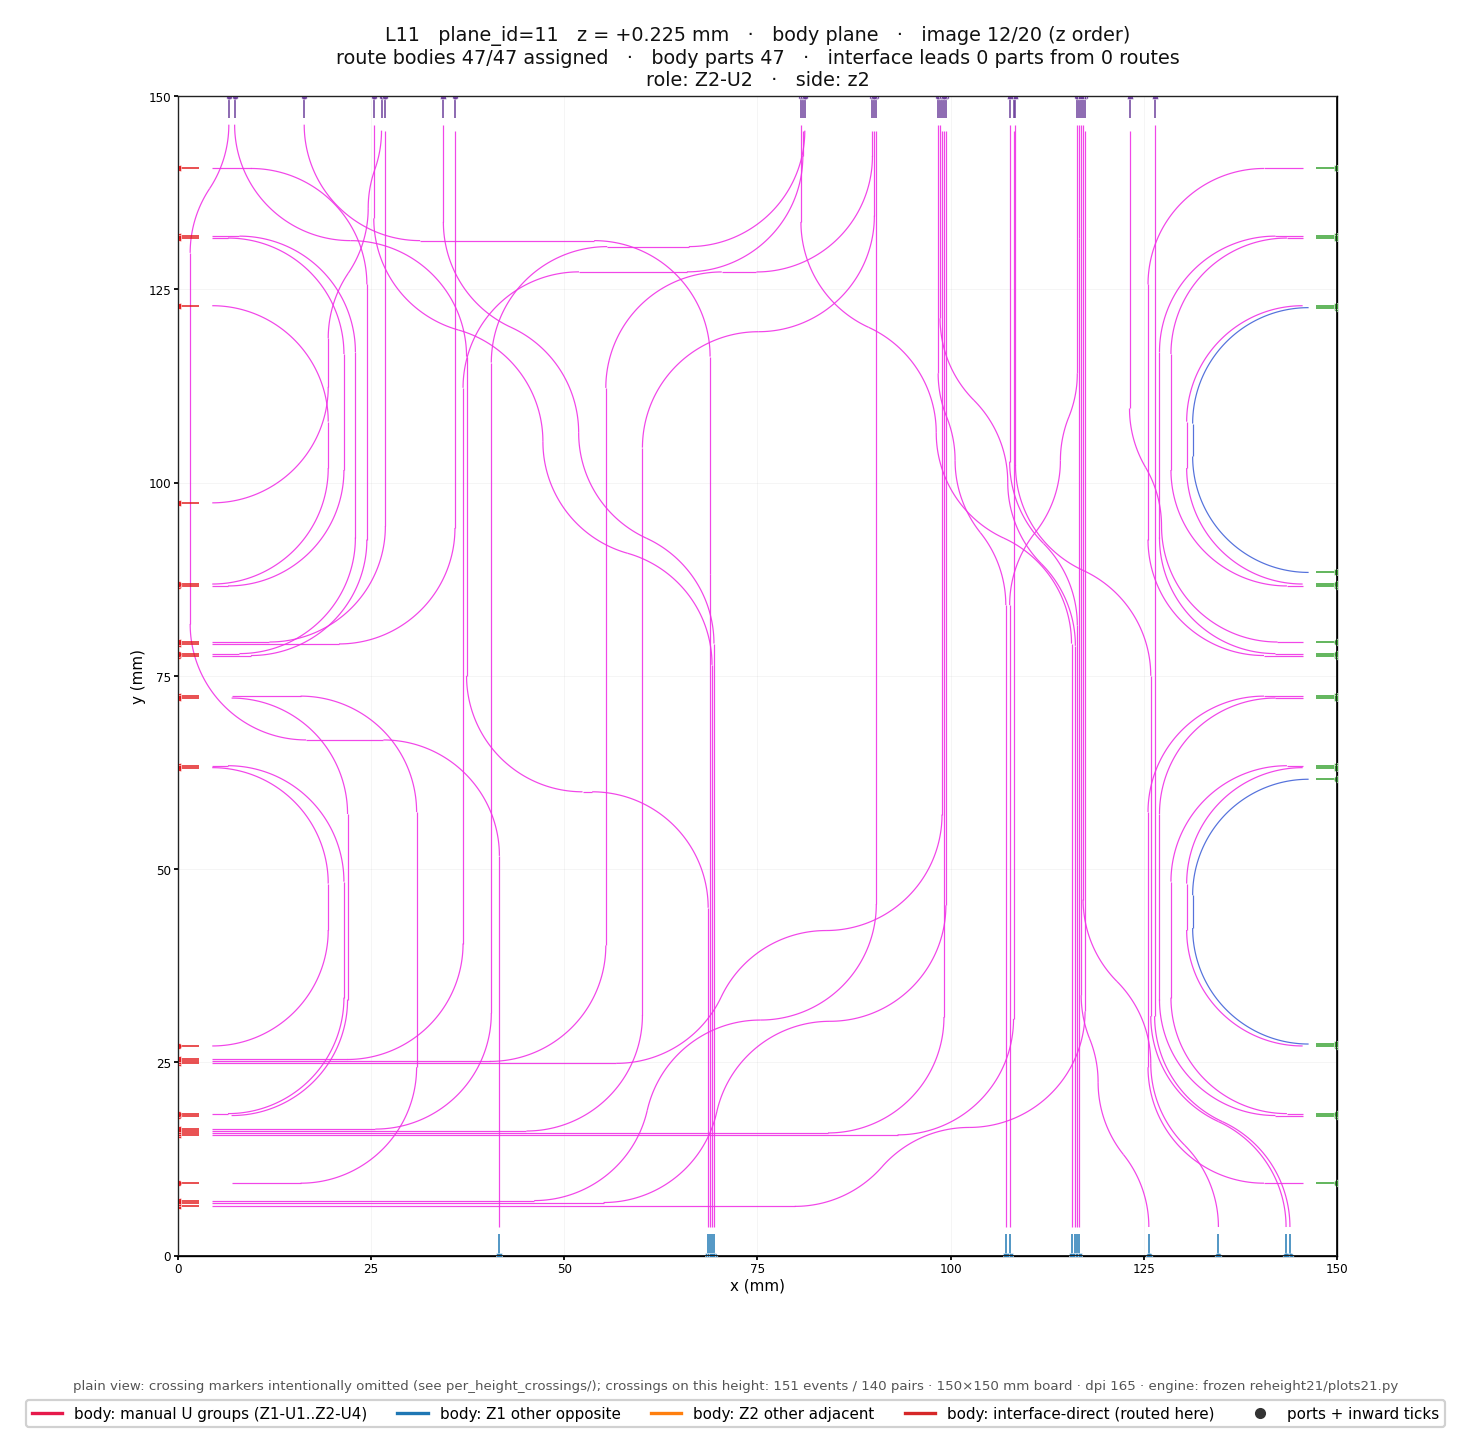 L11   plane_id=11   z = +0.225 mm   ·   body plane   ·   image 12/20 (z order)
route bodies 47/47 assigned   ·   body parts 47   ·   interface leads 0 parts from 0 routes
role: Z2-U2   ·   side: z2
150
125
100
75
50
25
0
y (mm)
0 25 50 75 100 125 150
x (mm)
plain view: crossing markers intentionally omitted (see per_height_crossings/); crossings on this height: 151 events / 140 pairs · 150×150 mm board · dpi 165 · engine: frozen reheight21/plots21.py
body: manual U groups (Z1-U1..Z2-U4) body: Z1 other opposite body: Z2 other adjacent body: interface-direct (routed here) ports + inward ticks